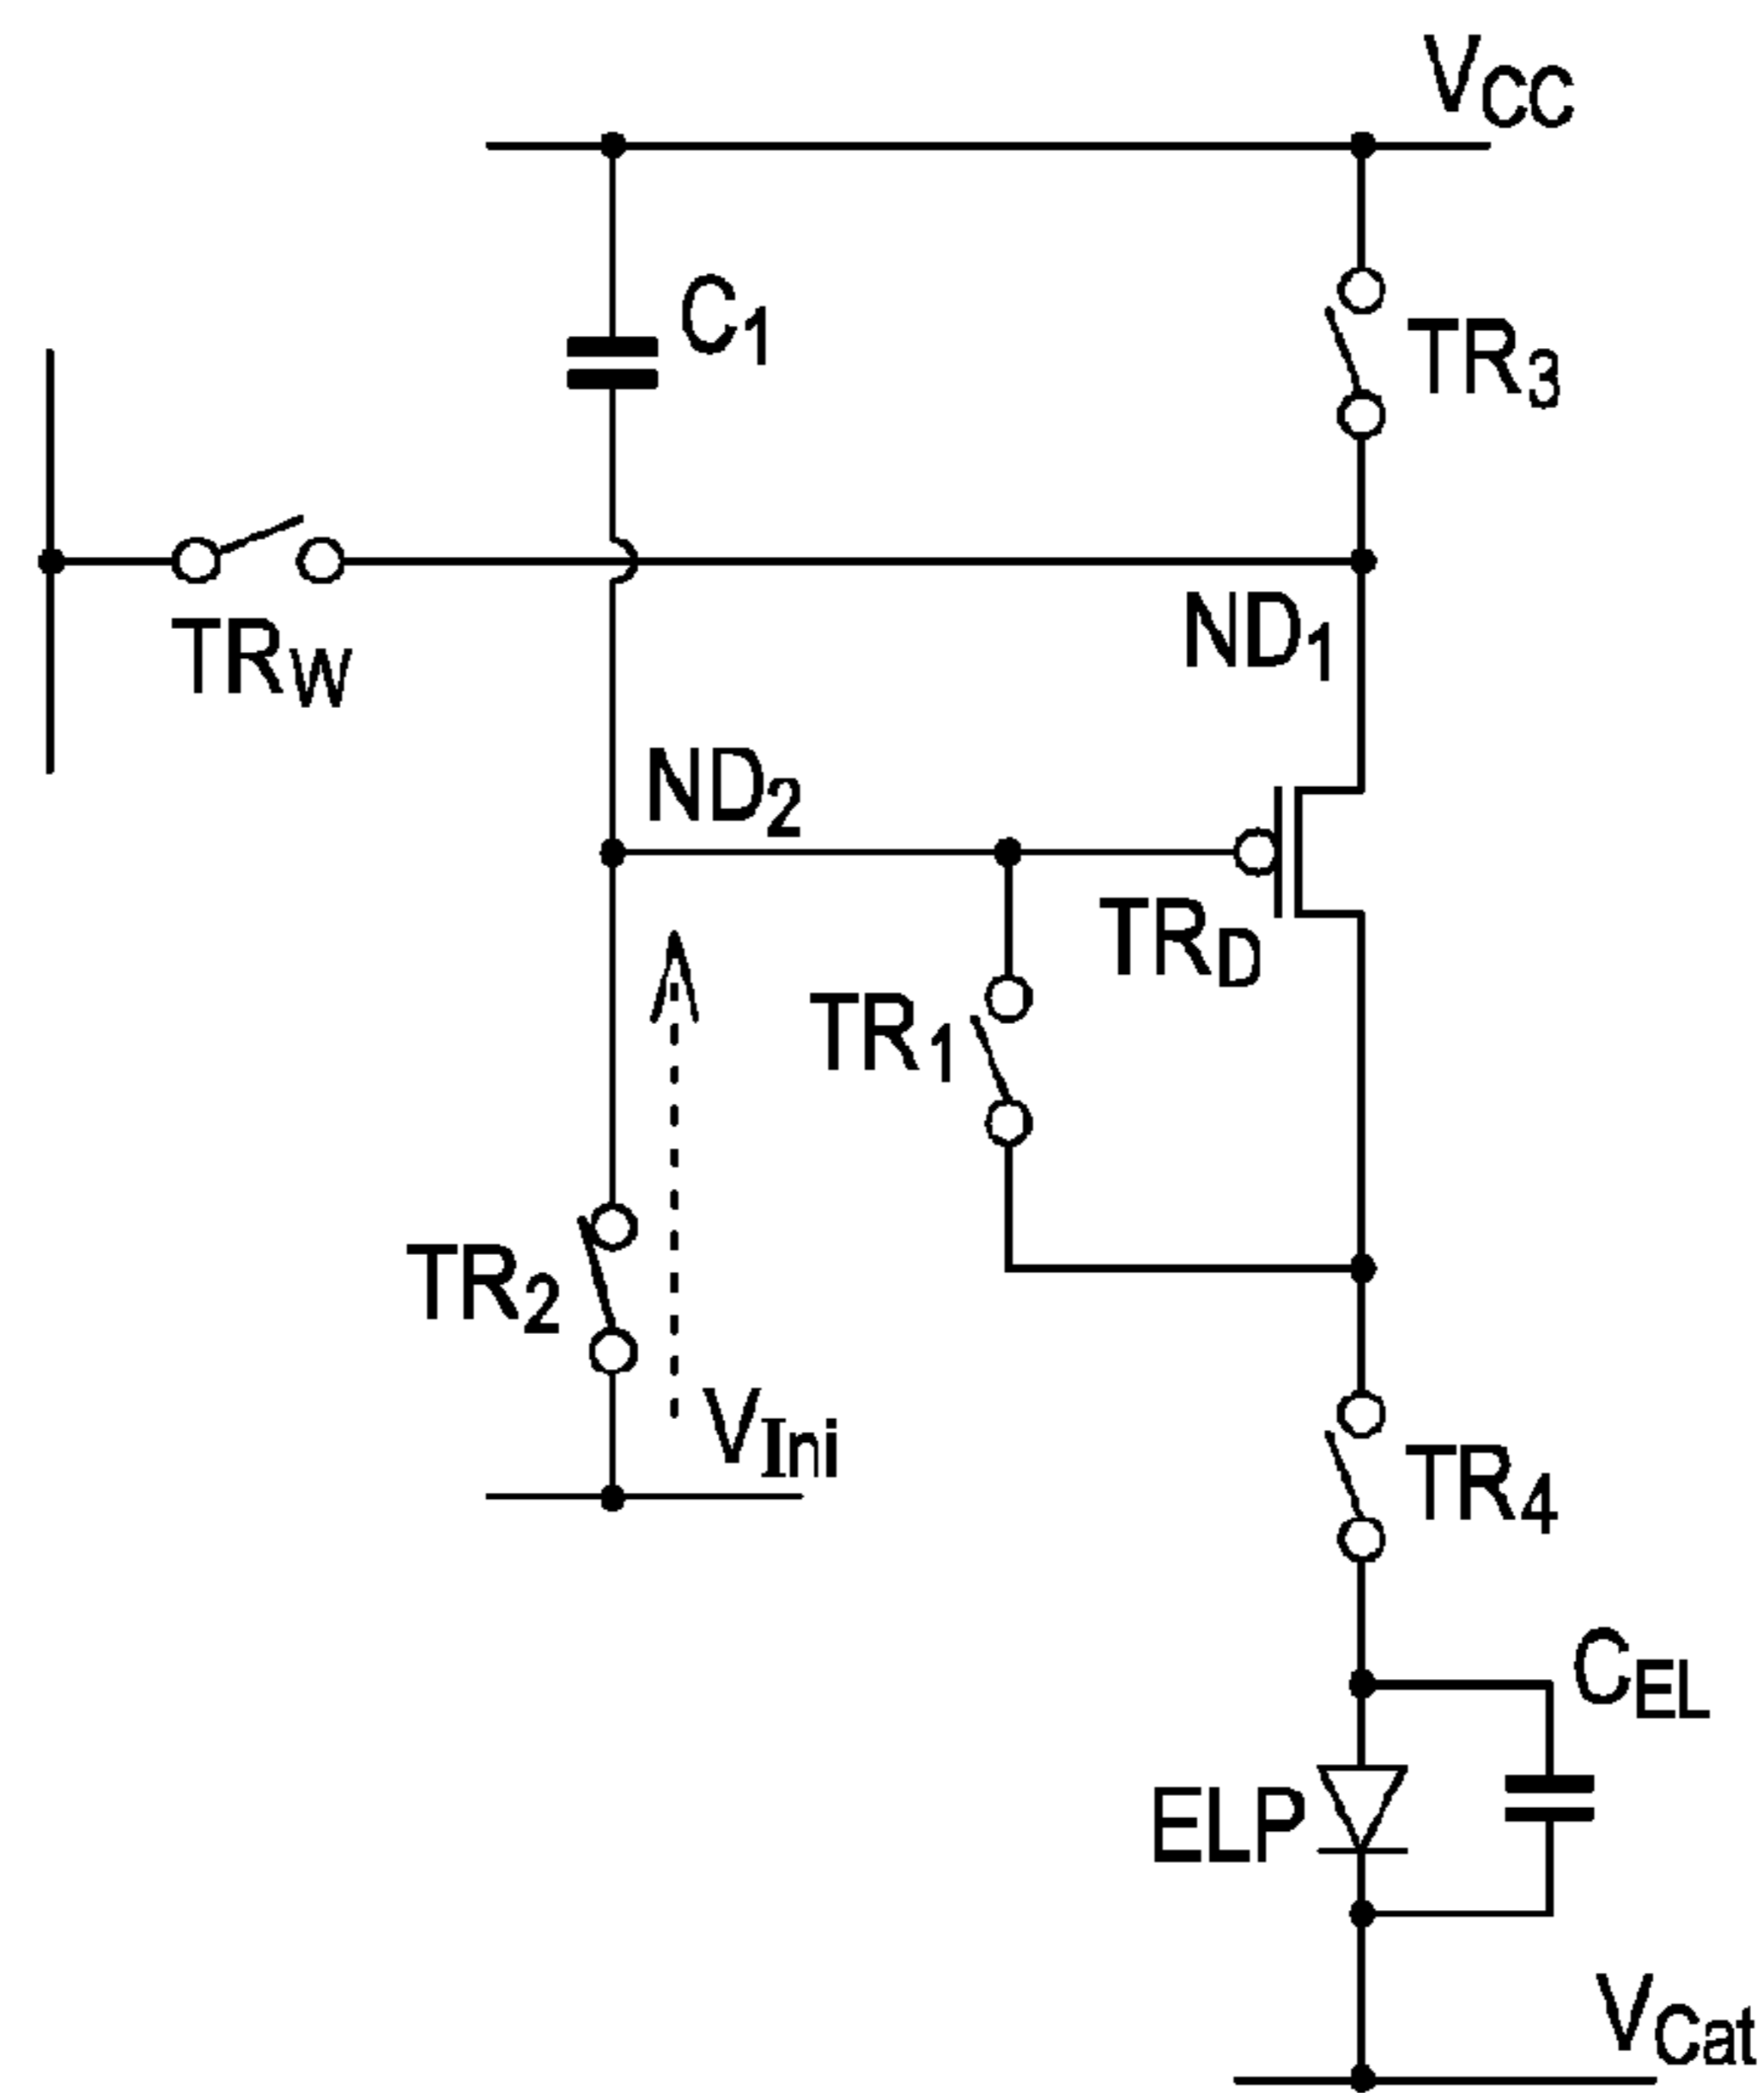 VCC
C1
TR3
TRW
ND1
ND2
TRD
TR1
TR2
VIni
TR4
CEL
ELP
VCat